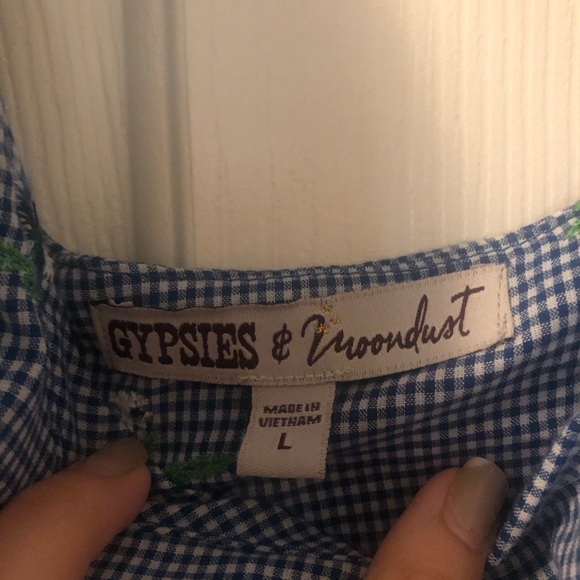 GYPSIES & Moondust
MADE IN
VIETNAM
L